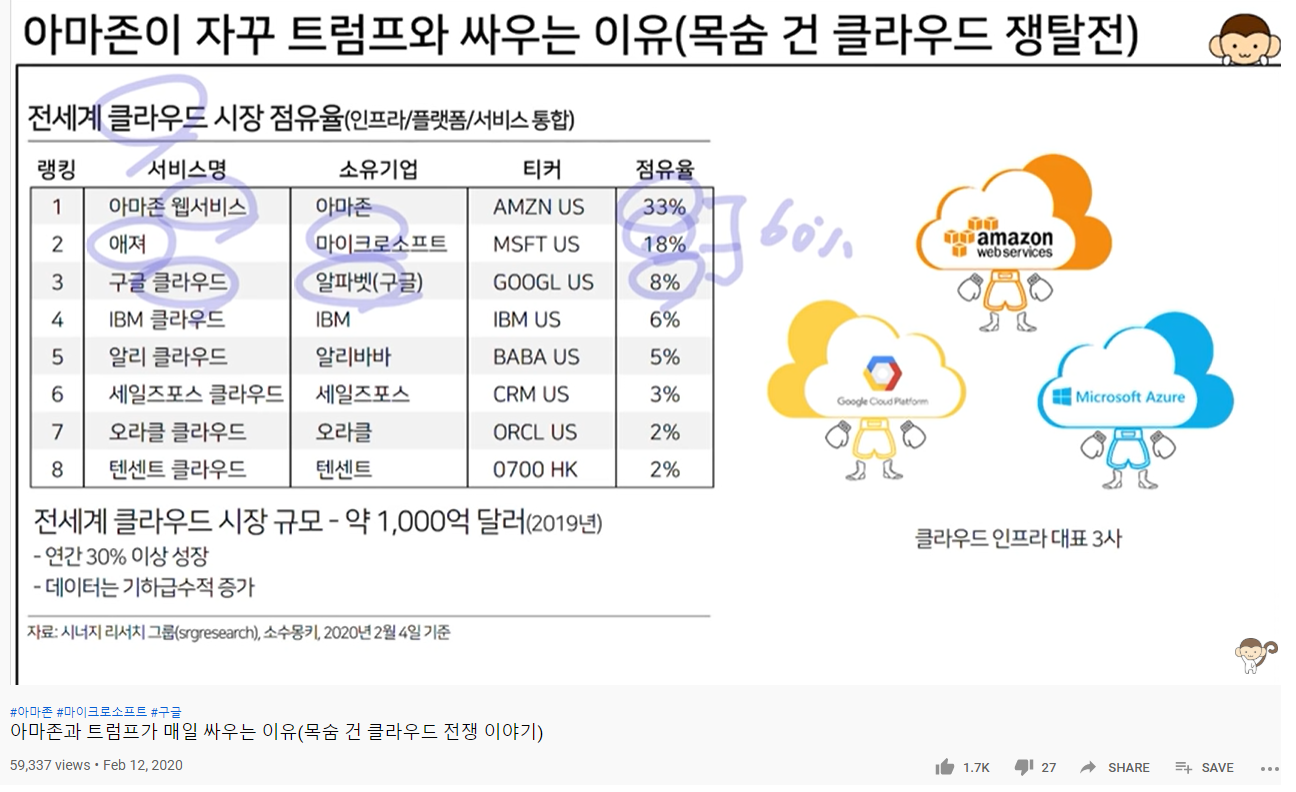 아마존이 자꾸 트럼프와 싸우는 이유(목숨 건 클라우드 쟁탈전)
전세계 클라우드 시장 점유율(인프라/플랫폼/서비스 통합)
랭킹 서비스명 소유기업 티커 점유율
1 아마존 웹서비스 아마존 AMZN US 33%
2 애져 마이크로소프트 MSFT US 18%
3 구글 클라우드 알파벳(구글) GOOGL US 8%
4 IBM 클라우드 IBM IBM US 6%
5 알리 클라우드 알리바바 BABA US 5%
6 세일즈포스 클라우드 세일즈포스 CRM US 3%
7 오라클 클라우드 오라클 ORCL US 2%
8 텐센트 클라우드 텐센트 0700 HK 2%
60%
전세계 클라우드 시장 규모 - 약 1,000억 달러(2019년)
- 연간 30% 이상 성장
- 데이터는 기하급수적 증가
자료: 시너지 리서치 그룹(srgresearch), 소수몽키, 2020년 2월 4일 기준
amazon
webservices
Google Cloud Platform
Microsoft Azure
클라우드 인프라 대표 3사
#아마존 #마이크로소프트 #구글
아마존과 트럼프가 매일 싸우는 이유(목숨 건 클라우드 전쟁 이야기)
59,337 views • Feb 12, 2020
1.7K 27 SHARE SAVE